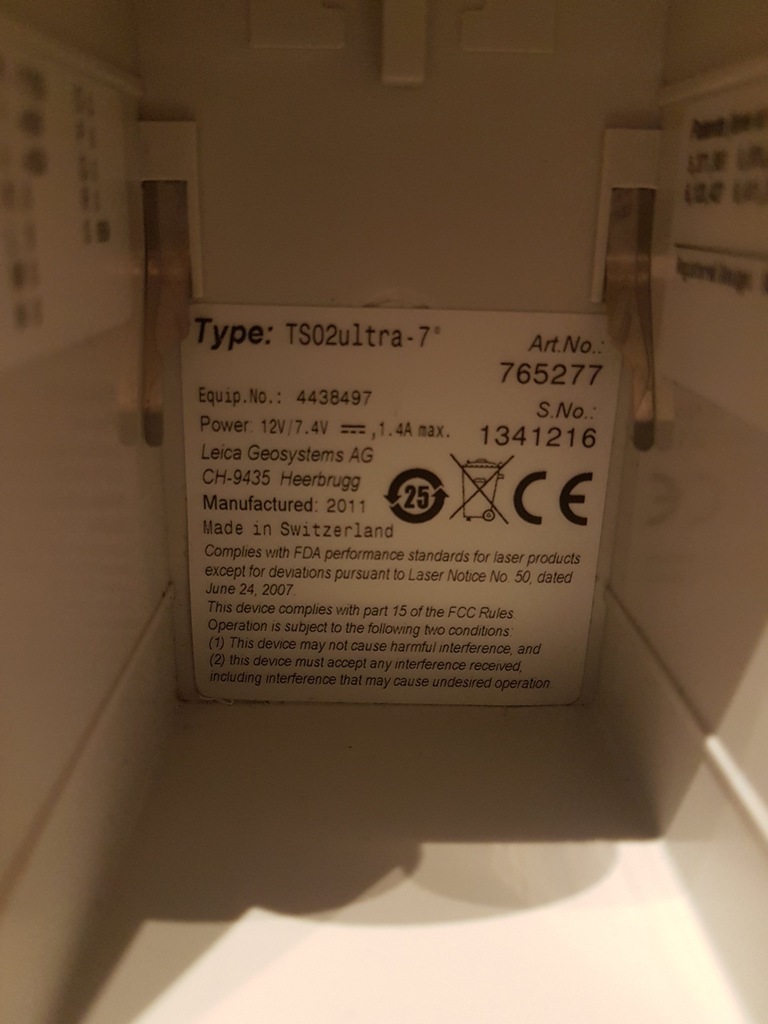 Type: TS02ultra-7"
Art.No.:
765277
Equip.No.: 4438497
S.No.:
1341216
Power: 12V/7.4V ⎓, 1.4A max.
Leica Geosystems AG
CH-9435 Heerbrugg
25
CE
Manufactured: 2011
Made in Switzerland
Complies with FDA performance standards for laser products
except for deviations pursuant to Laser Notice No. 50, dated
June 24, 2007.
This device complies with part 15 of the FCC Rules.
Operation is subject to the following two conditions:
(1) This device may not cause harmful interference, and
(2) this device must accept any interference received,
including interference that may cause undesired operation.